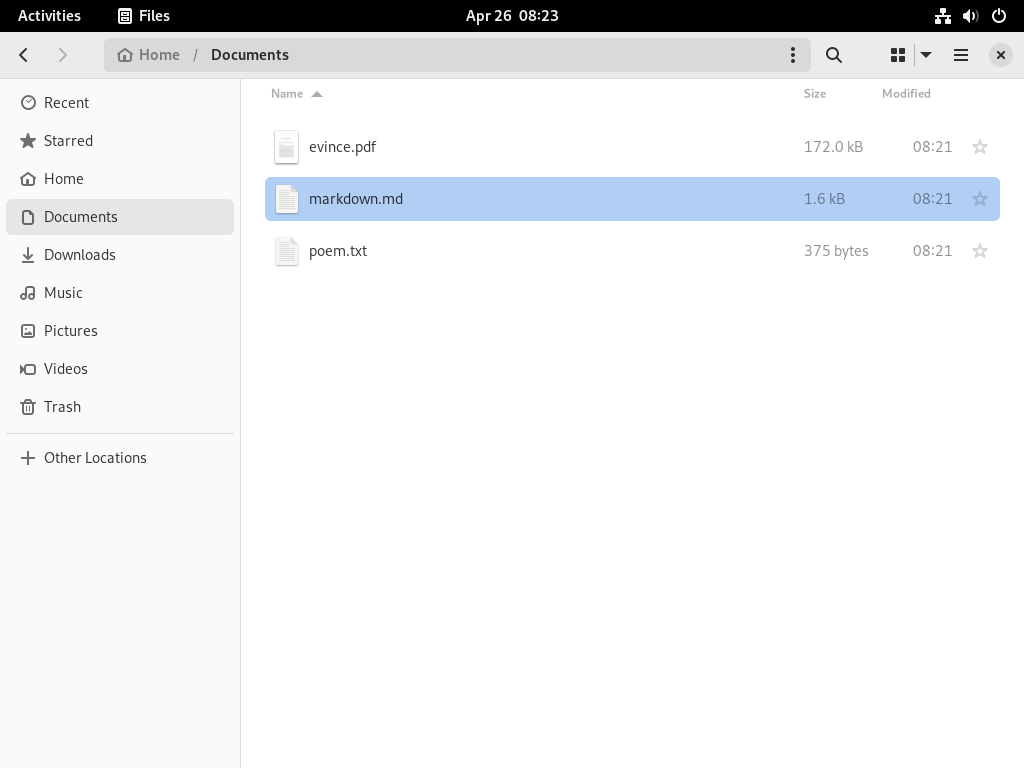 Activities Files Apr 26 08:23
Home / Documents
Recent
Starred
Home
Documents
Downloads
Music
Pictures
Videos
Trash
Other Locations
Name Size Modified
evince.pdf 172.0 kB 08:21
markdown.md 1.6 kB 08:21
poem.txt 375 bytes 08:21